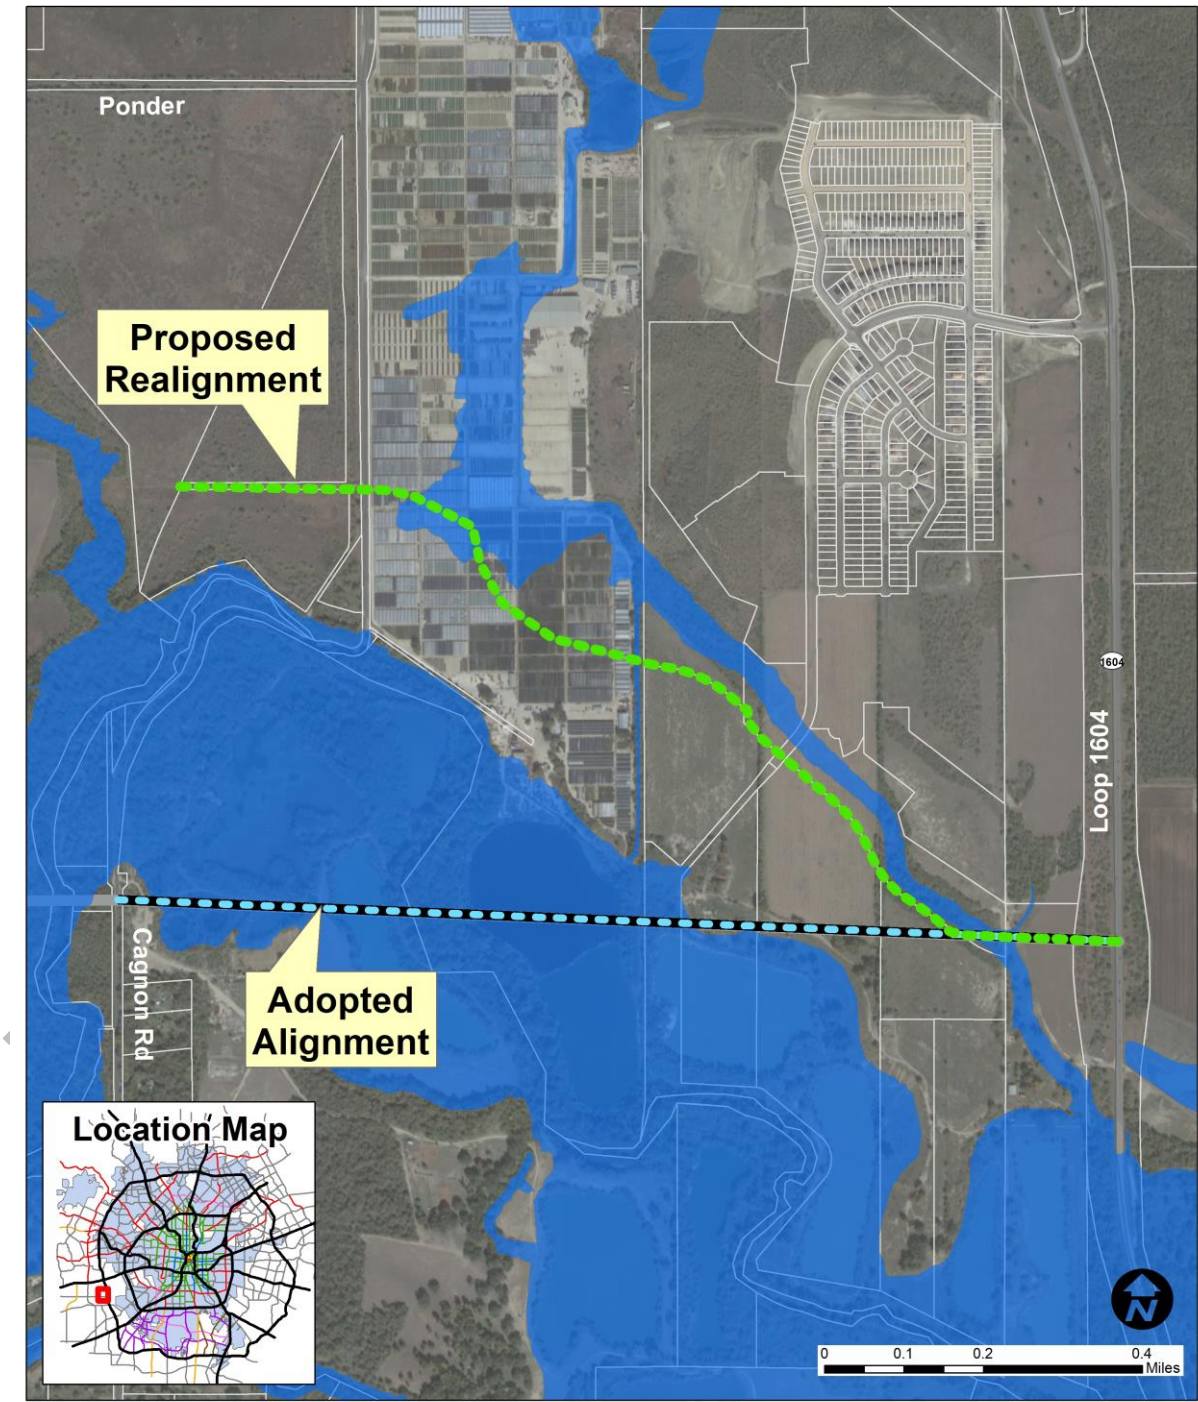 Ponder
Proposed
Realignment
1604
Loop 1604
Adopted
Alignment
Cagnon Rd
Location Map
N
0 0.1 0.2 0.4
Miles